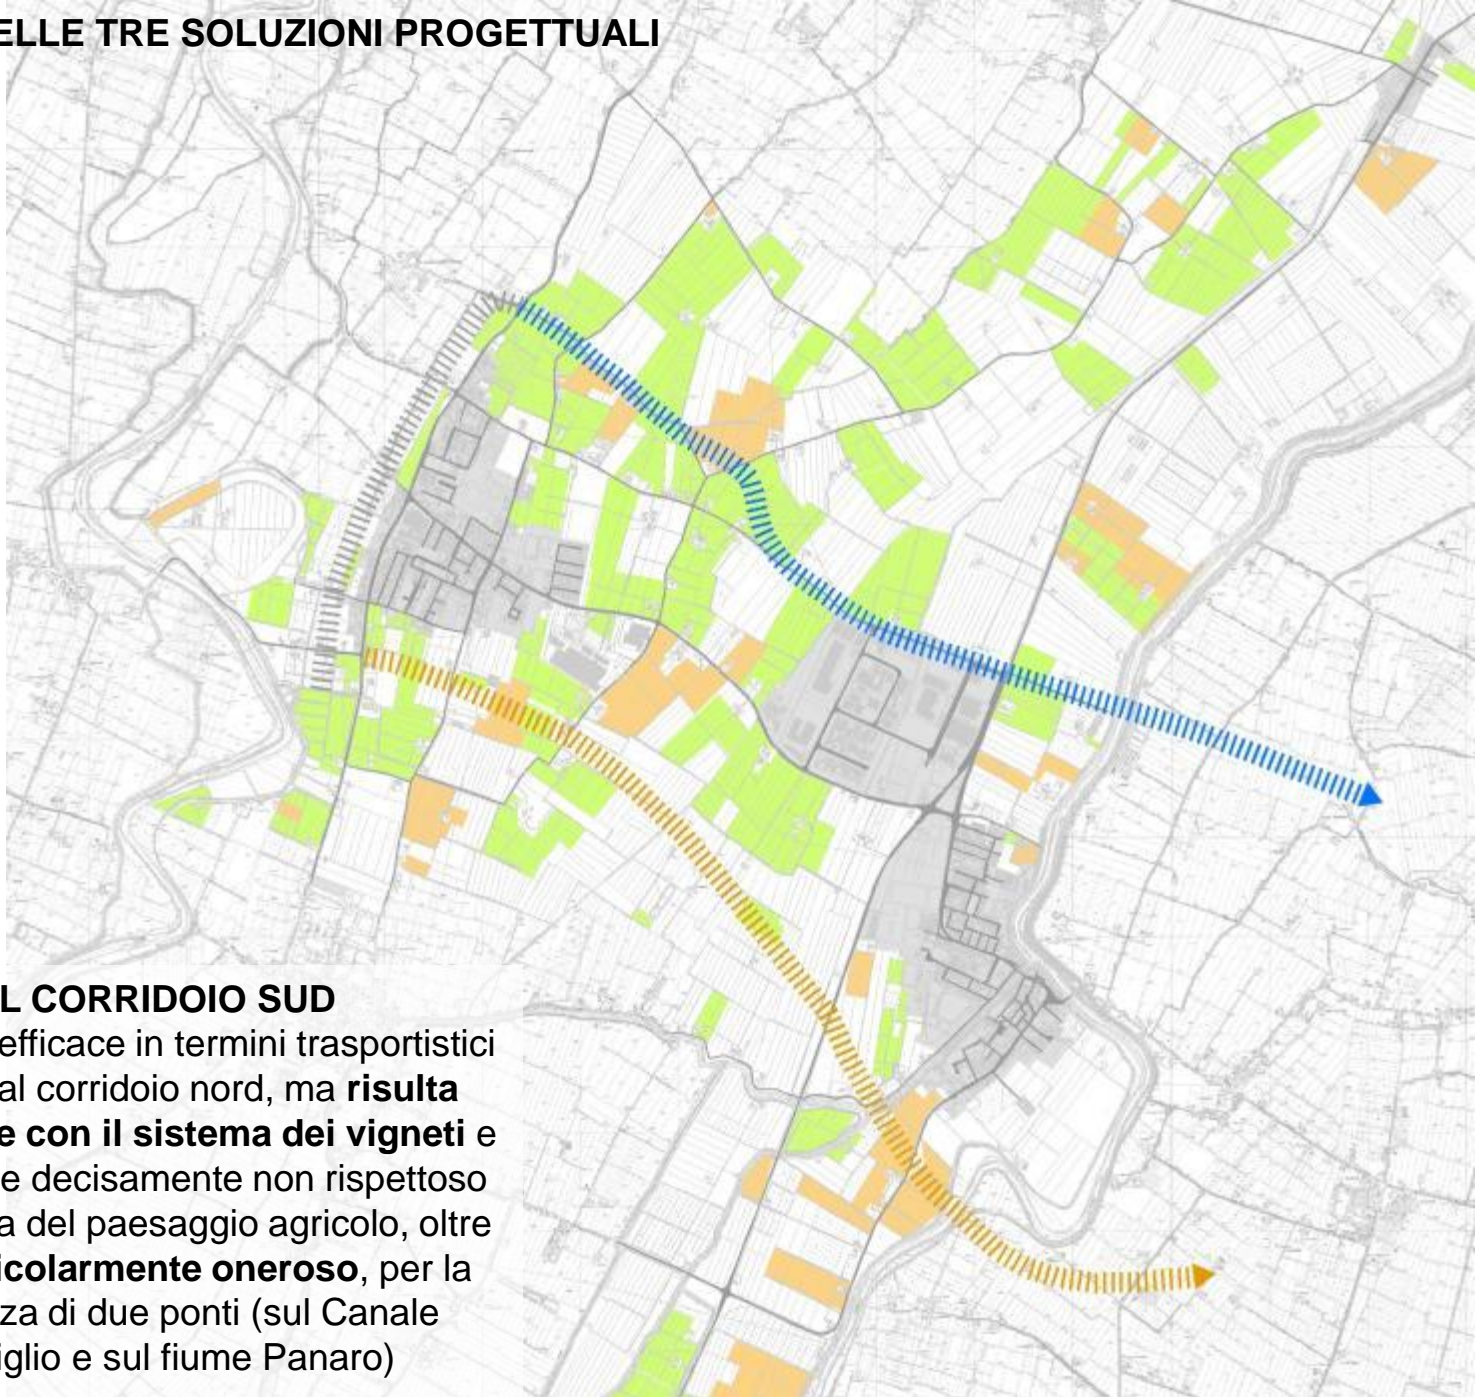 ELLE TRE SOLUZIONI PROGETTUALI
L CORRIDOIO SUD
efficace in termini trasportistici
al corridoio nord, ma risulta
e con il sistema dei vigneti e
e decisamente non rispettoso
a del paesaggio agricolo, oltre
icolarmente oneroso, per la
za di due ponti (sul Canale
iglio e sul fiume Panaro)